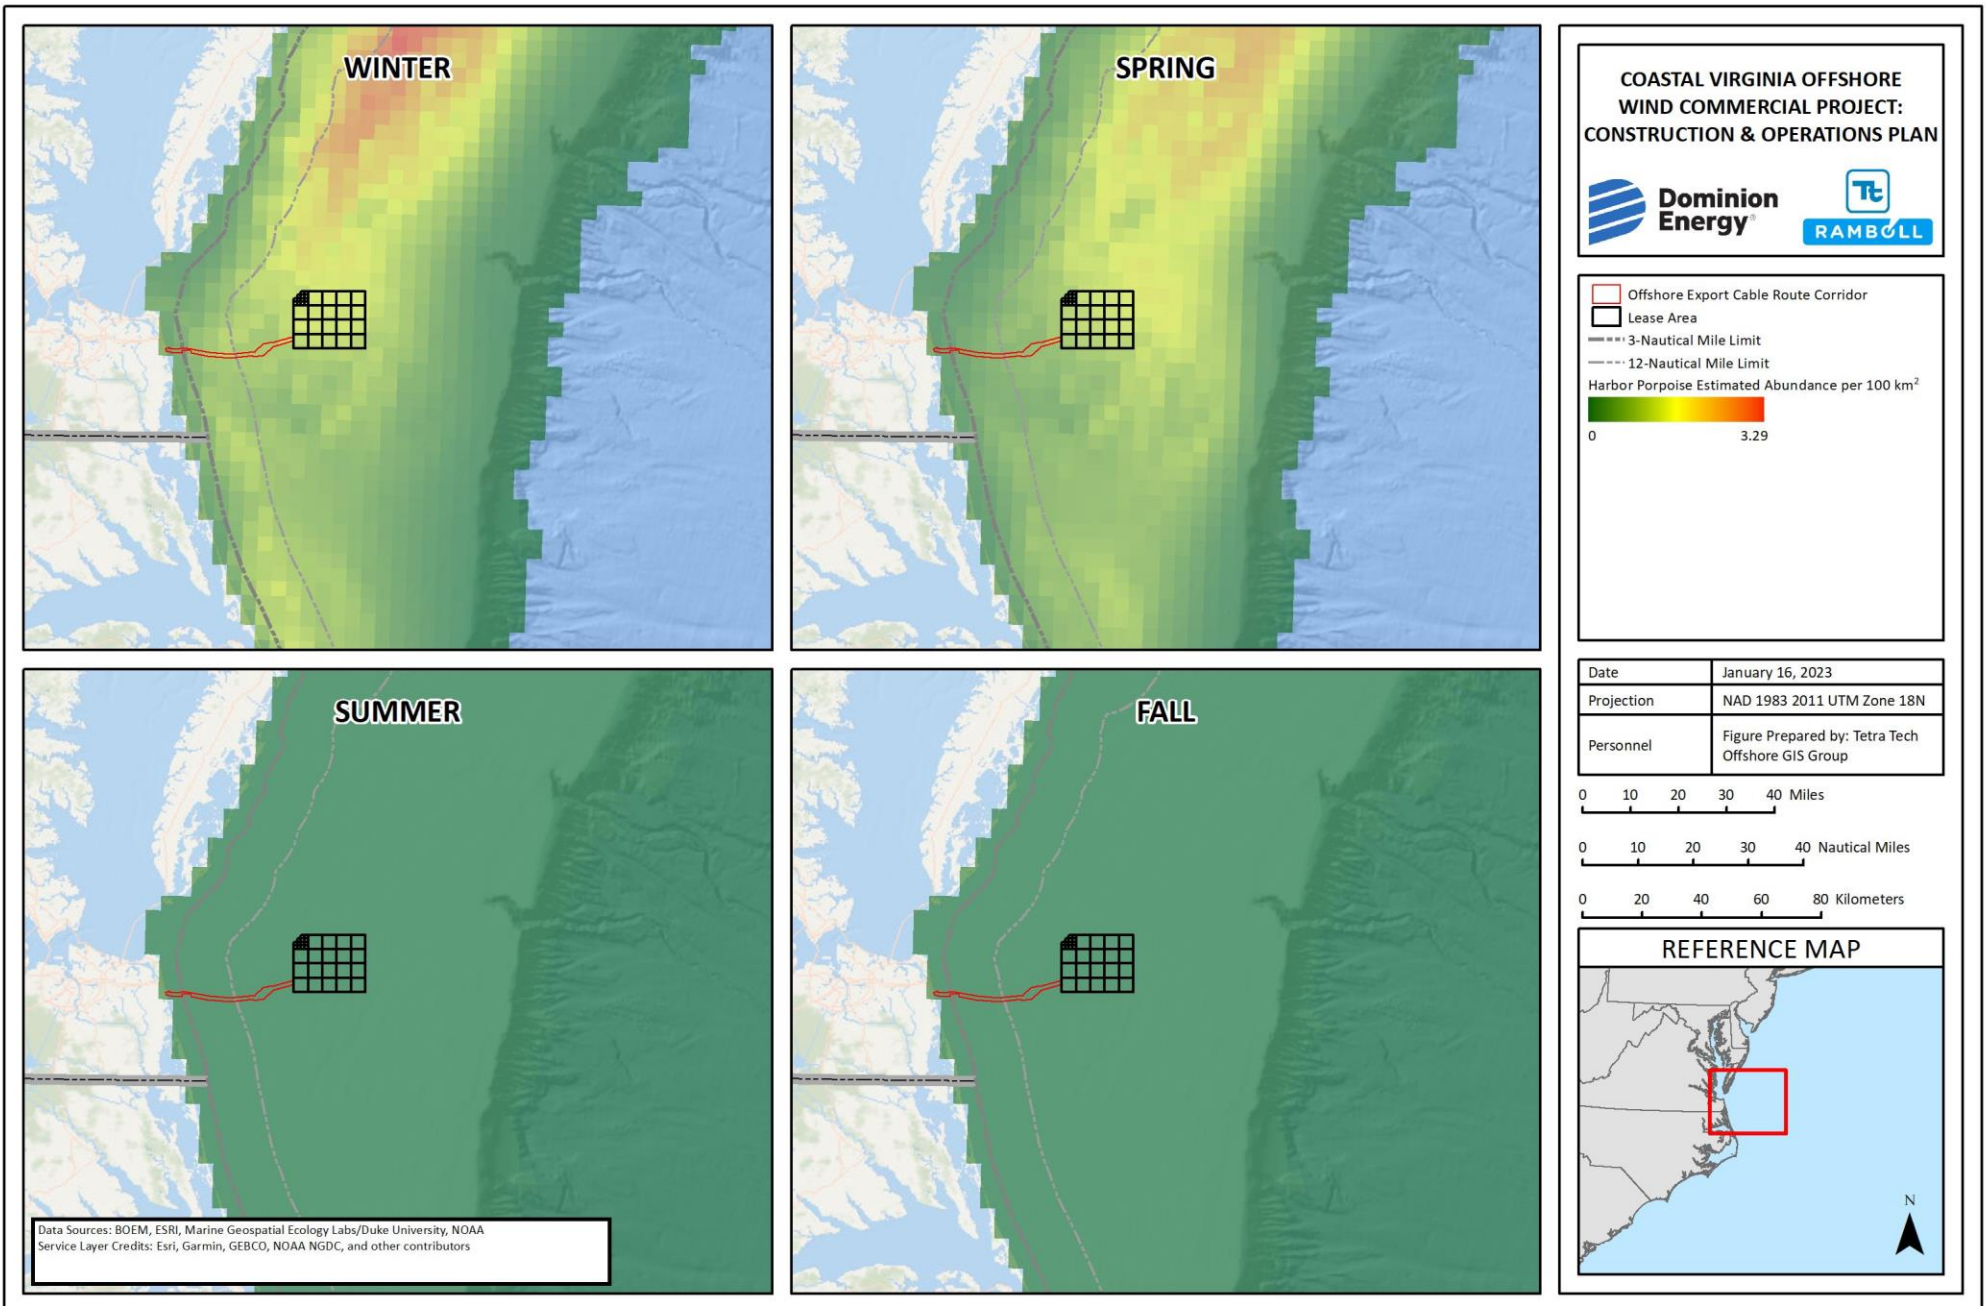 WINTER
SPRING
SUMMER
FALL
Data Sources: BOEM, ESRI, Marine Geospatial Ecology Labs/Duke University, NOAA
Service Layer Credits: Esri, Garmin, GEBCO, NOAA NGDC, and other contributors
COASTAL VIRGINIA OFFSHORE
WIND COMMERCIAL PROJECT:
CONSTRUCTION & OPERATIONS PLAN
Dominion
Energy®
Tt
RAMBOLL
Offshore Export Cable Route Corridor
Lease Area
3-Nautical Mile Limit
12-Nautical Mile Limit
Harbor Porpoise Estimated Abundance per 100 km²
0 3.29
Date January 16, 2023
Projection NAD 1983 2011 UTM Zone 18N
Personnel Figure Prepared by: Tetra Tech
Offshore GIS Group
0 10 20 30 40 Miles
0 10 20 30 40 Nautical Miles
0 20 40 60 80 Kilometers
REFERENCE MAP
N